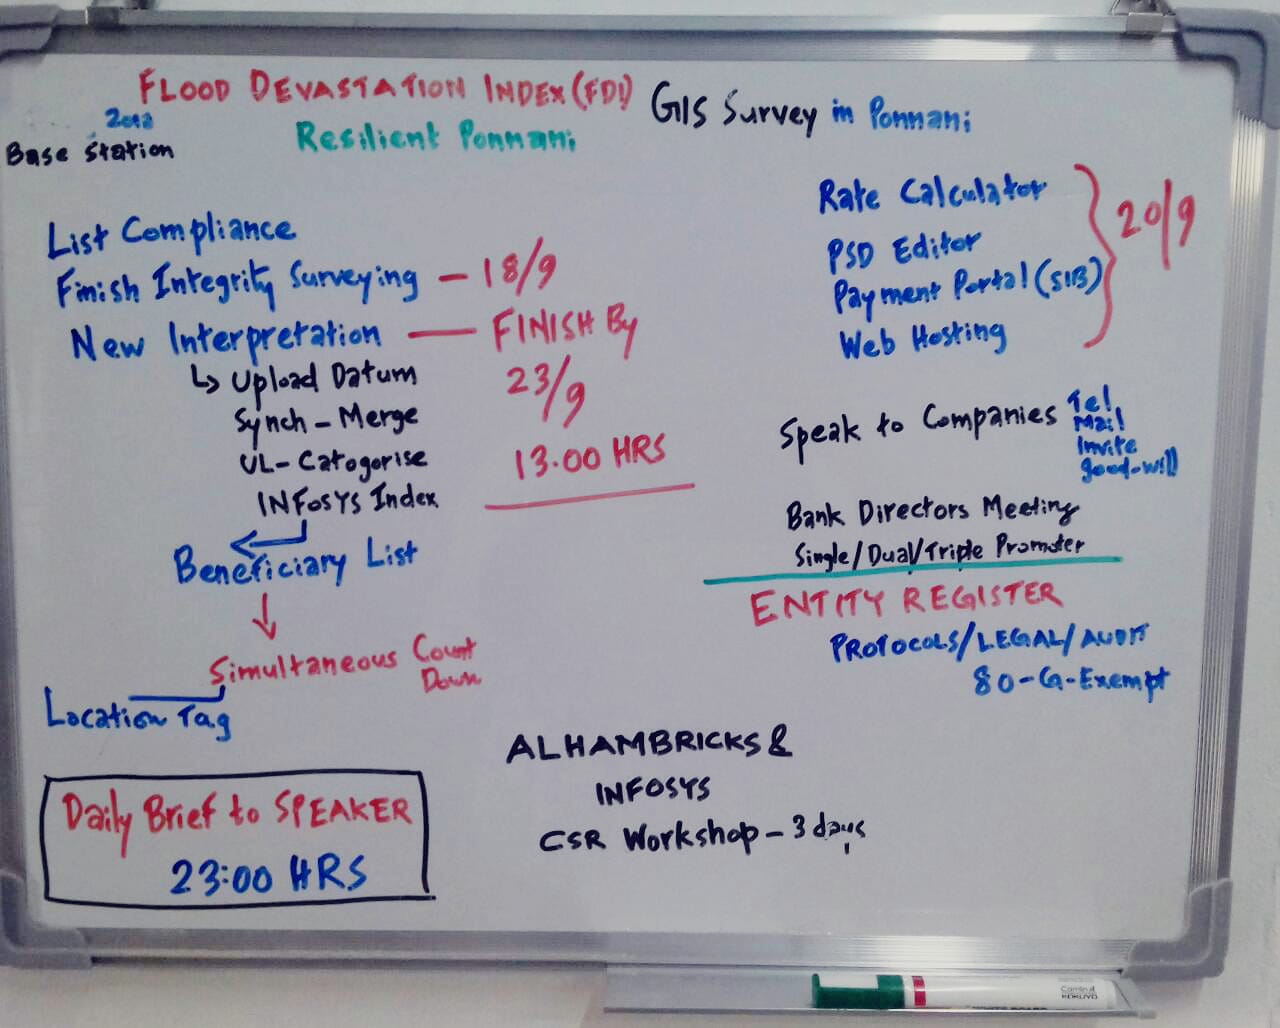 FLOOD DEVASTATION INDEX (FDI)
GIS Survey in Ponnani
2018
Base Station
Resilient Ponnani
List Compliance
Finish Integrity Surveying — 18/9
New Interpretation — FINISH By
23/9
13.00 HRS
↳ Upload Datum
Synch - Merge
UL- Catogorise
INFOSYS Index
Beneficiary List
Simultaneous Count Down
Location Tag
Daily Brief to SPEAKER
23:00 HRS
Rate Calculator
PSD Editor
Payment Portal (SIB)
Web Hosting
20/9
Speak to Companies
Tel
Mail
Invite
good-will
Bank Directors Meeting
Single/Dual/Triple Promoter
ENTITY REGISTER
PROTOCOLS/LEGAL/AUDIT
80-G-Exempt
ALHAMBRICKS &
INFOSYS
CSR Workshop - 3 days
Camlin
KOKUYO